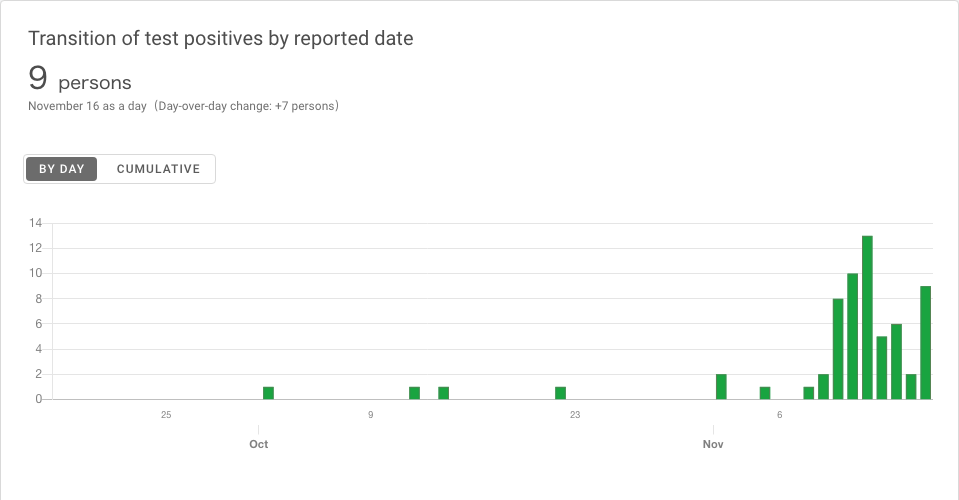 Transition of test positives by reported date
9 persons
November 16 as a day (Day-over-day change: +7 persons)
BY DAY CUMULATIVE
14
12
10
8
6
4
2
0
25 9 23 6
Oct Nov